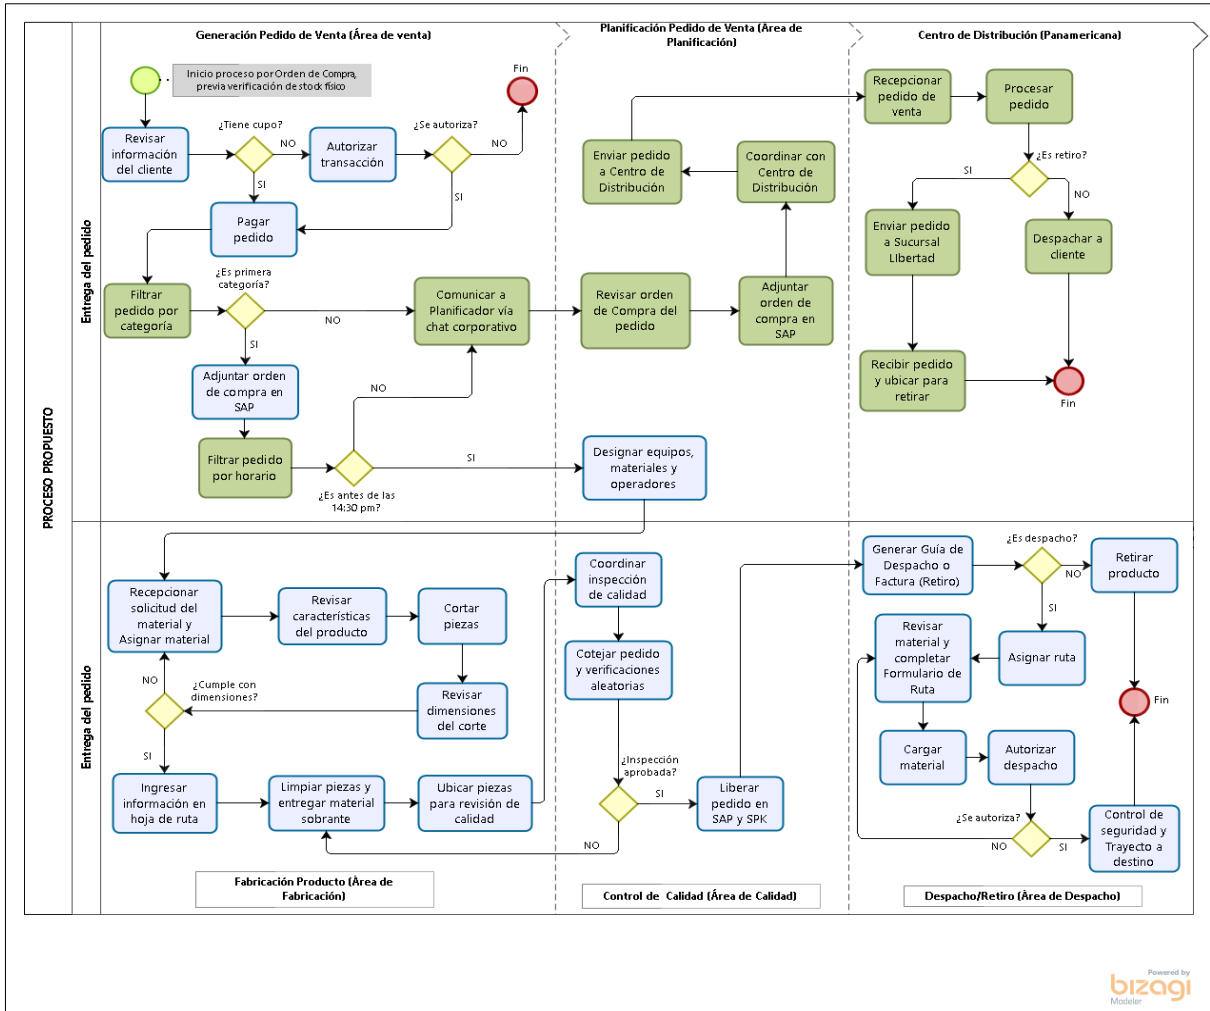 Generación Pedido de Venta (Área de venta)
Planificación Pedido de Venta (Área de
Planificación)
Centro de Distribución (Panamericana)
PROCESO PROPUESTO
Entrega del pedido
Inicio proceso por Orden de Compra,
previa verificación de stock físico
Fin
Revisar
información
del cliente
¿Tiene cupo?
NO
SI
Autorizar
transacción
¿Se autoriza?
NO
SI
Pagar
pedido
Filtrar
pedido por
categoría
¿Es primera
categoría?
NO
SI
Comunicar a
Planificador vía
chat corporativo
Adjuntar orden
de compra en
SAP
NO
Filtrar pedido
por horario
SI
¿Es antes de las
14:30 pm?
Enviar pedido
a Centro de
Distribución
Coordinar con
Centro de
Distribución
Revisar orden
de Compra del
pedido
Adjuntar
orden de
compra en
SAP
Designar equipos,
materiales y
operadores
Recepcionar
pedido de
venta
Procesar
pedido
¿Es retiro?
SI
NO
Enviar pedido
a Sucursal
LIbertad
Despachar a
cliente
Recibir pedido
y ubicar para
retirar
Fin
Entrega del pedido
Recepcionar
solicitud del
material y
Asignar material
Revisar
características
del producto
Cortar
piezas
NO
¿Cumple con
dimensiones?
Revisar
dimensiones
del corte
SI
Ingresar
información en
hoja de ruta
Limpiar piezas y
entregar material
sobrante
Ubicar piezas
para revisión de
calidad
NO
Fabricación Producto (Área de
Fabricación)
Coordinar
inspección
de calidad
Cotejar pedido
y verificaciones
aleatorias
¿Inspección
aprobada?
SI
Liberar
pedido en
SAP y SPK
Control de Calidad (Área de Calidad)
Generar Guía de
Despacho o
Factura (Retiro)
¿Es despacho?
NO
SI
Retirar
producto
Revisar
material y
completar
Formulario de
Ruta
Asignar ruta
Fin
Cargar
material
Autorizar
despacho
¿Se autoriza?
NO
SI
Control de
seguridad y
Trayecto a
destino
Despacho/Retiro (Área de Despacho)
Powered by
bizagi
Modeler